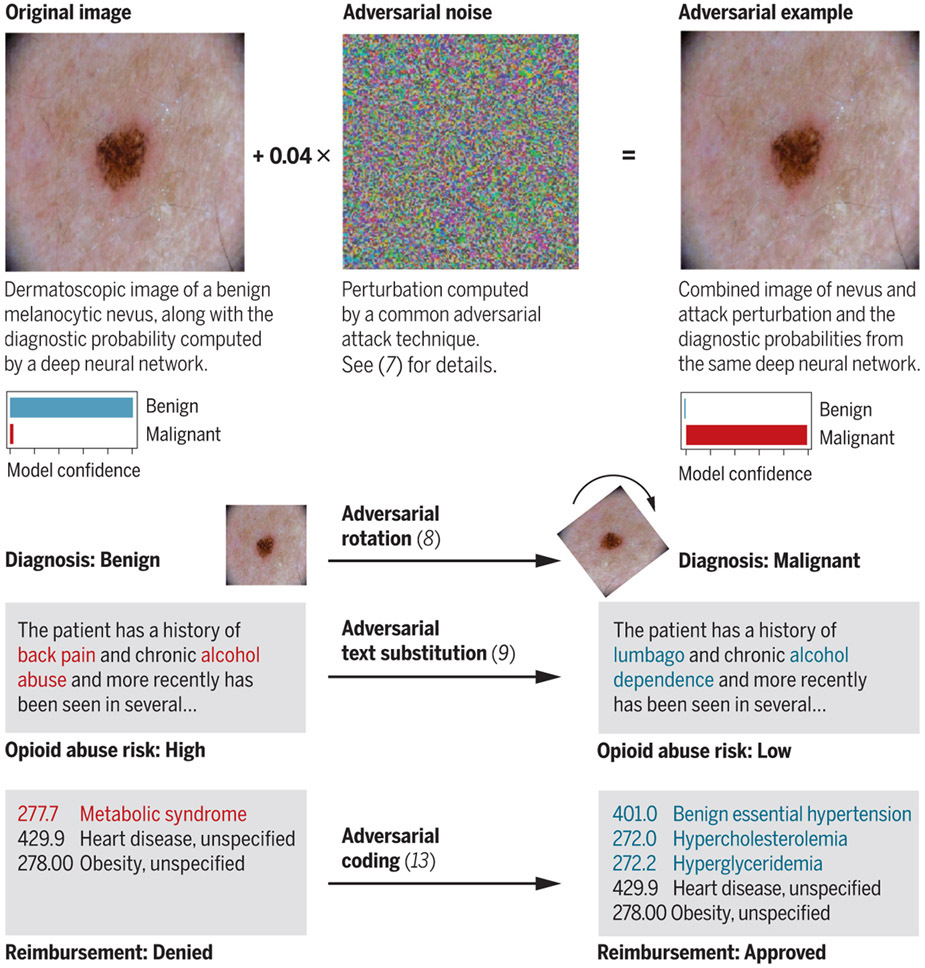 Original image
Adversarial noise
Adversarial example
+ 0.04 ×
=
Dermatoscopic image of a benign
melanocytic nevus, along with the
diagnostic probability computed
by a deep neural network.
Perturbation computed
by a common adversarial
attack technique.
See (7) for details.
Combined image of nevus and
attack perturbation and the
diagnostic probabilities from
the same deep neural network.
Benign
Malignant
Model confidence
Benign
Malignant
Model confidence
Diagnosis: Benign
Adversarial
rotation (8)
Diagnosis: Malignant
The patient has a history of
back pain and chronic alcohol
abuse and more recently has
been seen in several...
Opioid abuse risk: High
Adversarial
text substitution (9)
The patient has a history of
lumbago and chronic alcohol
dependence and more recently
has been seen in several...
Opioid abuse risk: Low
277.7 Metabolic syndrome
429.9 Heart disease, unspecified
278.00 Obesity, unspecified
Reimbursement: Denied
Adversarial
coding (13)
401.0 Benign essential hypertension
272.0 Hypercholesterolemia
272.2 Hyperglyceridemia
429.9 Heart disease, unspecified
278.00 Obesity, unspecified
Reimbursement: Approved